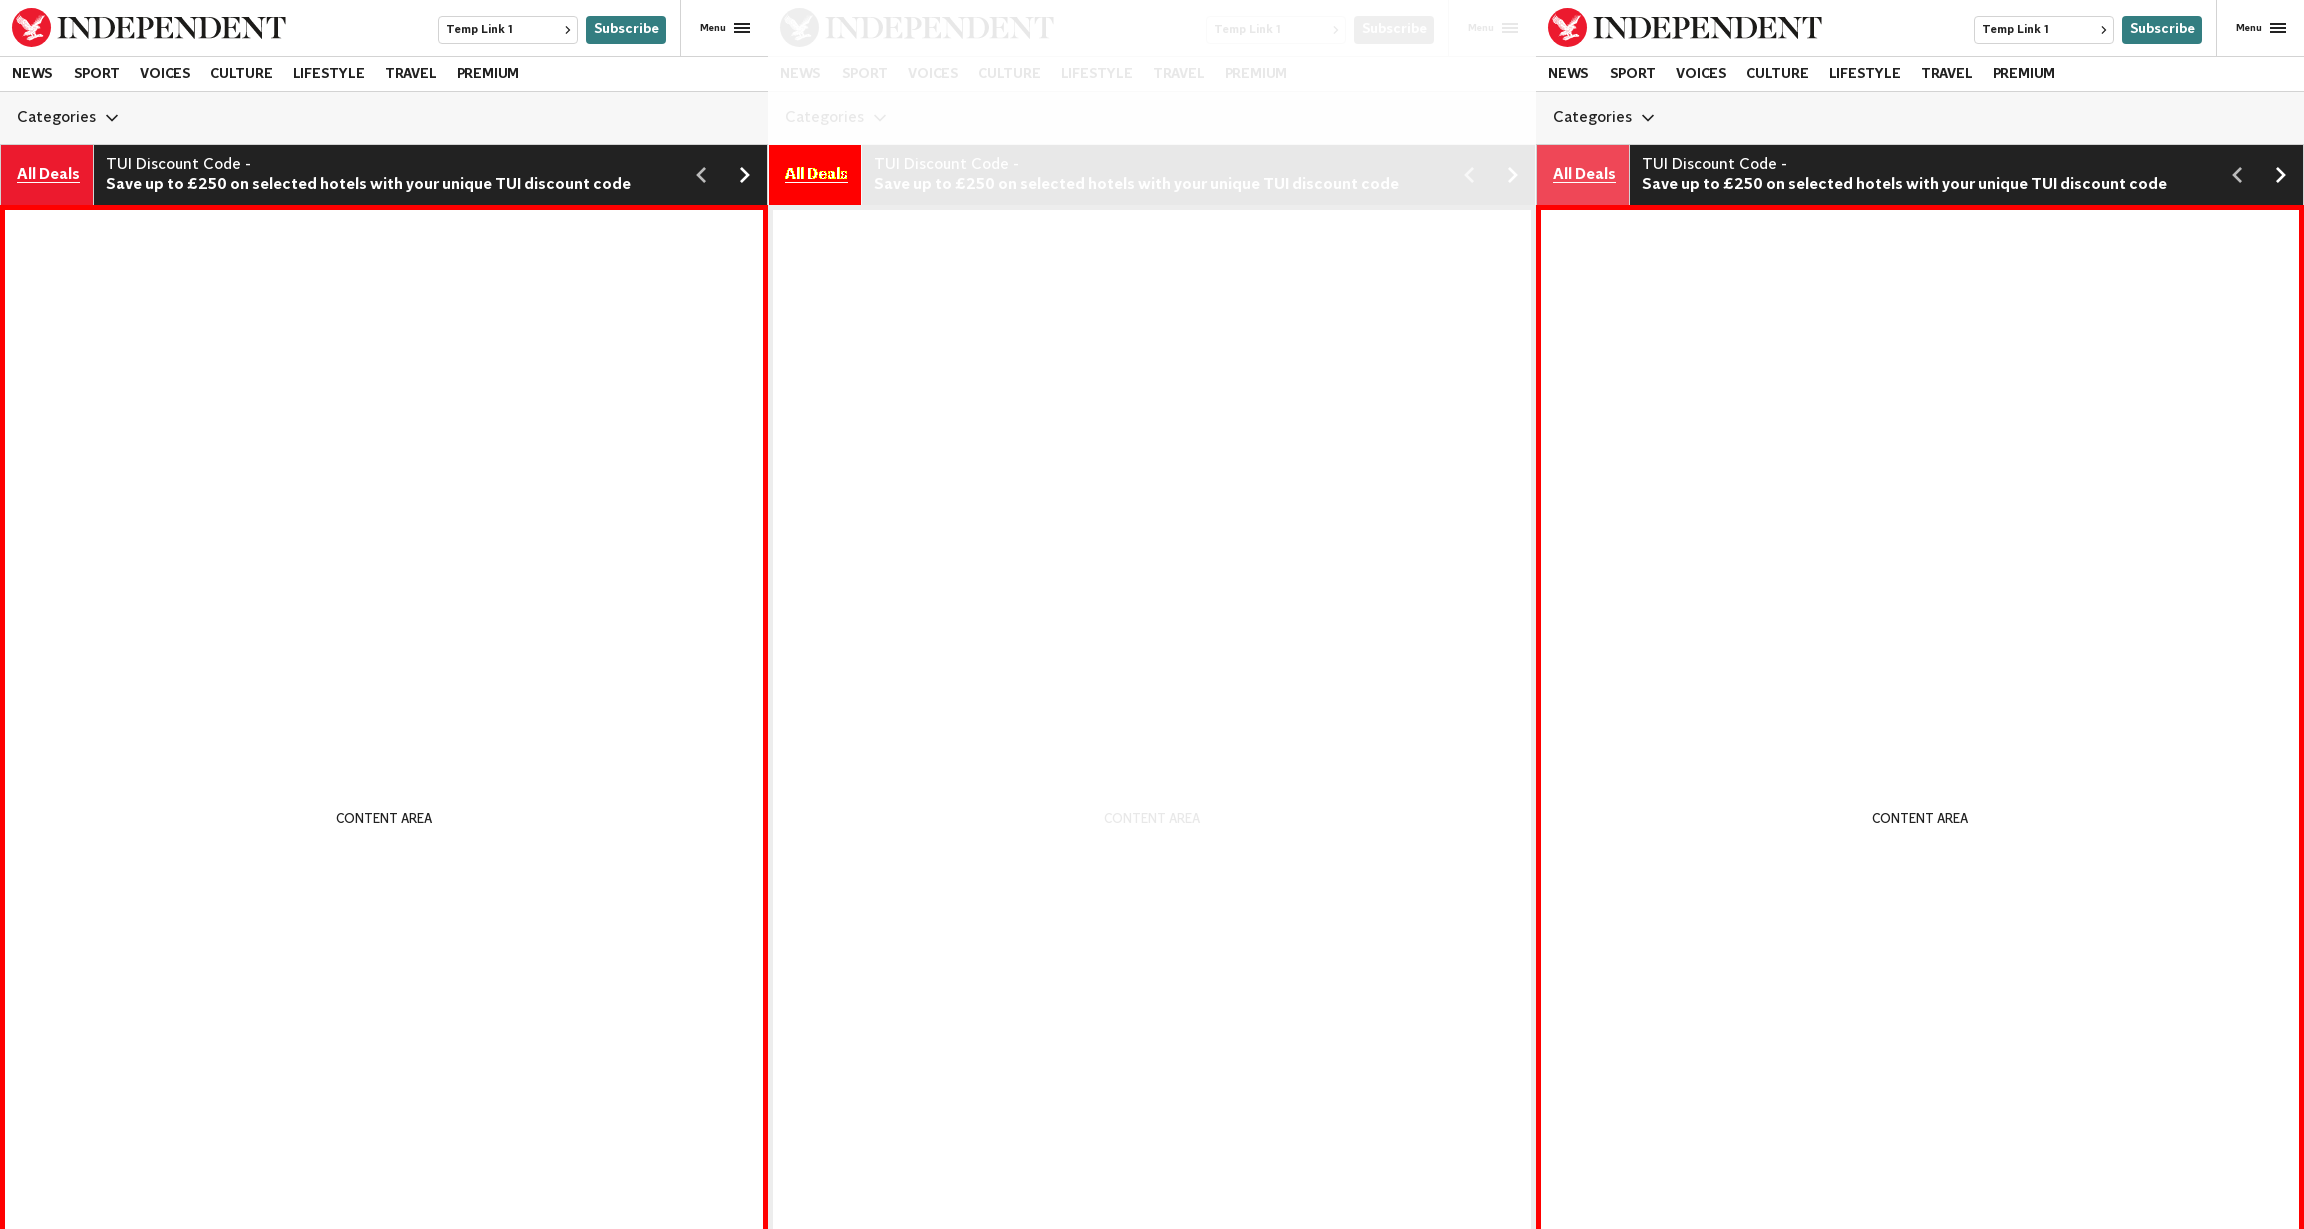 INDEPENDENT
Temp Link 1
Subscribe
Menu
NEWS SPORT VOICES CULTURE LIFESTYLE TRAVEL PREMIUM
Categories
All Deals
TUI Discount Code -
Save up to £250 on selected hotels with your unique TUI discount code
CONTENT AREA
INDEPENDENT
Temp Link 1
Subscribe
Menu
NEWS SPORT VOICES CULTURE LIFESTYLE TRAVEL PREMIUM
Categories
All Deals
TUI Discount Code -
Save up to £250 on selected hotels with your unique TUI discount code
CONTENT AREA
INDEPENDENT
Temp Link 1
Subscribe
Menu
NEWS SPORT VOICES CULTURE LIFESTYLE TRAVEL PREMIUM
Categories
All Deals
TUI Discount Code -
Save up to £250 on selected hotels with your unique TUI discount code
CONTENT AREA